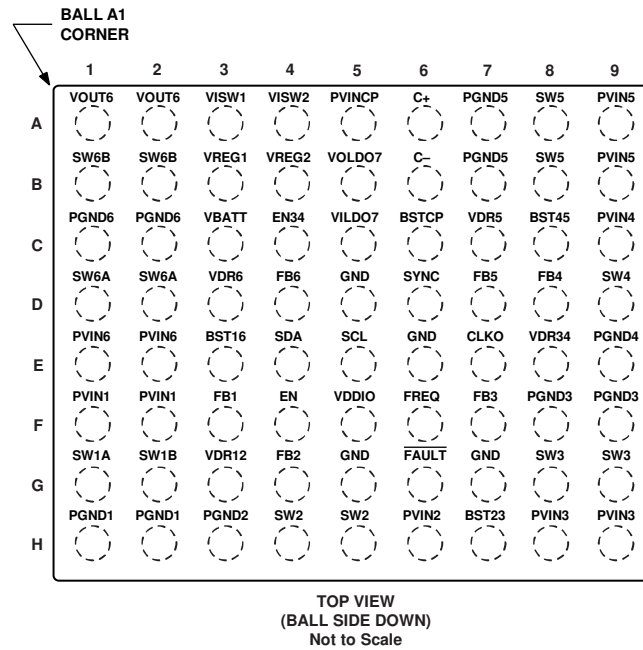 BALL A1
CORNER
1 2 3 4 5 6 7 8 9
VOUT6 VOUT6 VISW1 VISW2 PVINCP C+ PGND5 SW5 PVIN5
A
SW6B SW6B VREG1 VREG2 VOLDO7 C– PGND5 SW5 PVIN5
B
PGND6 PGND6 VBATT EN34 VILDO7 BSTCP VDR5 BST45 PVIN4
C
SW6A SW6A VDR6 FB6 GND SYNC FB5 FB4 SW4
D
PVIN6 PVIN6 BST16 SDA SCL GND CLKO VDR34 PGND4
E
PVIN1 PVIN1 FB1 EN VDDIO FREQ FB3 PGND3 PGND3
F
SW1A SW1B VDR12 FB2 GND FAULT GND SW3 SW3
G
PGND1 PGND1 PGND2 SW2 SW2 PVIN2 BST23 PVIN3 PVIN3
H
TOP VIEW
(BALL SIDE DOWN)
Not to Scale